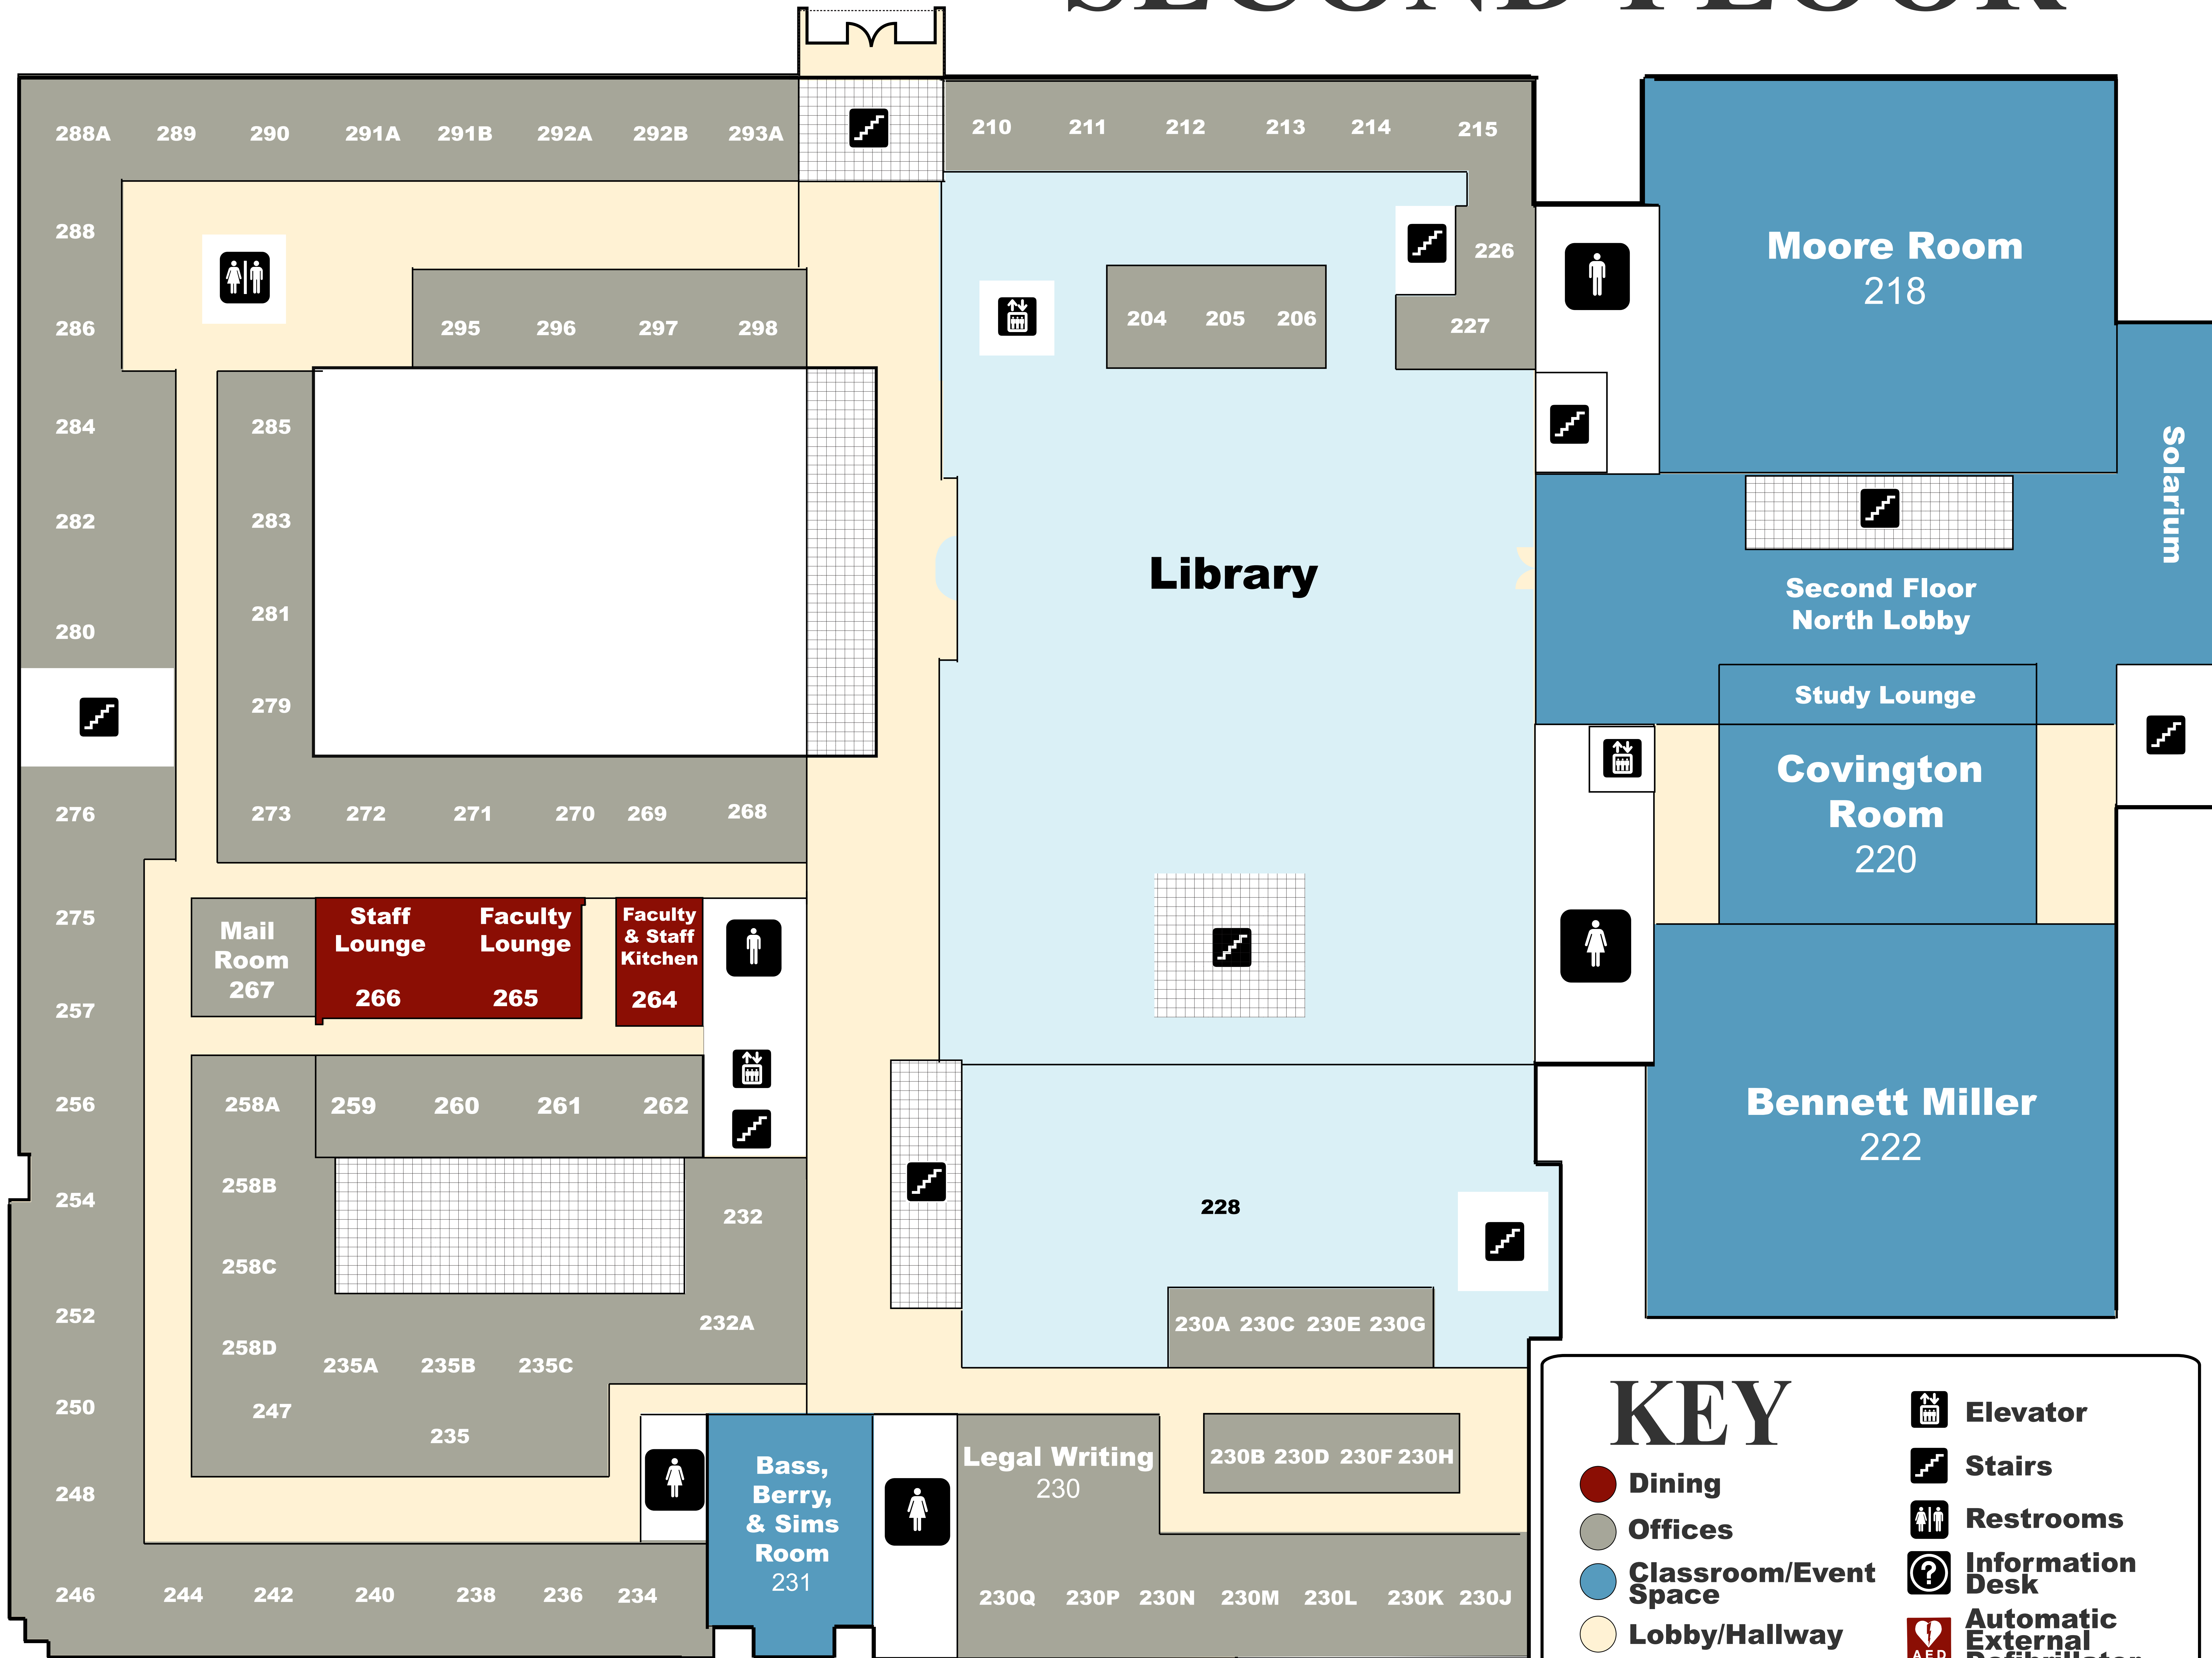 SECOND FLOOR
288A 289 290 291A 291B 292A 292B 293A
210 211 212 213 214 215
288
286
295 296 297 298
204 205 206
226
227
Moore Room
218
Solarium
284
282
280
285
283
281
279
Library
Second Floor
North Lobby
Study Lounge
Covington
Room
220
276
273 272 271 270 269 268
275
257
Mail
Room
267
Staff
Lounge
266
Faculty
Lounge
265
Faculty
& Staff
Kitchen
264
Bennett Miller
222
256
254
252
250
248
258A 259 260 261 262
258B
258C
258D
232
232A
235A 235B 235C
247
235
228
230A 230C 230E 230G
Legal Writing
230
230B 230D 230F 230H
Bass,
Berry,
& Sims
Room
231
246 244 242 240 238 236 234
230Q 230P 230N 230M 230L 230K 230J
KEY
Dining
Offices
Classroom/Event
Space
Lobby/Hallway
Elevator
Stairs
Restrooms
?
Information
Desk
AED
Automatic
External
Defibrillator